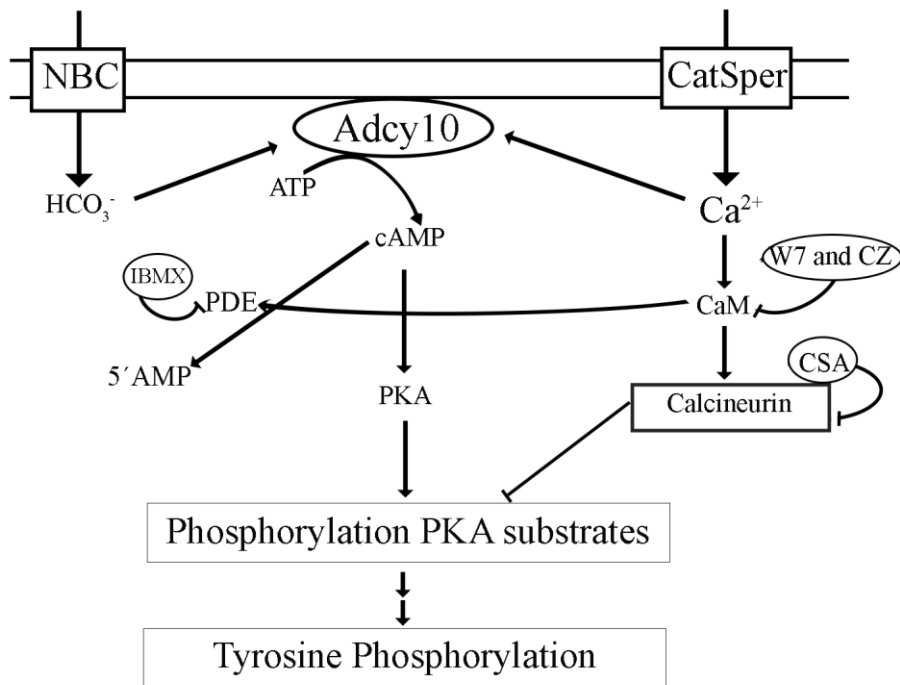 NBC
CatSper
Adcy10
ATP
HCO₃⁻
Ca²⁺
cAMP
W7 and CZ
IBMX
PDE
CaM
5´AMP
CSA
PKA
Calcineurin
Phosphorylation PKA substrates
Tyrosine Phosphorylation